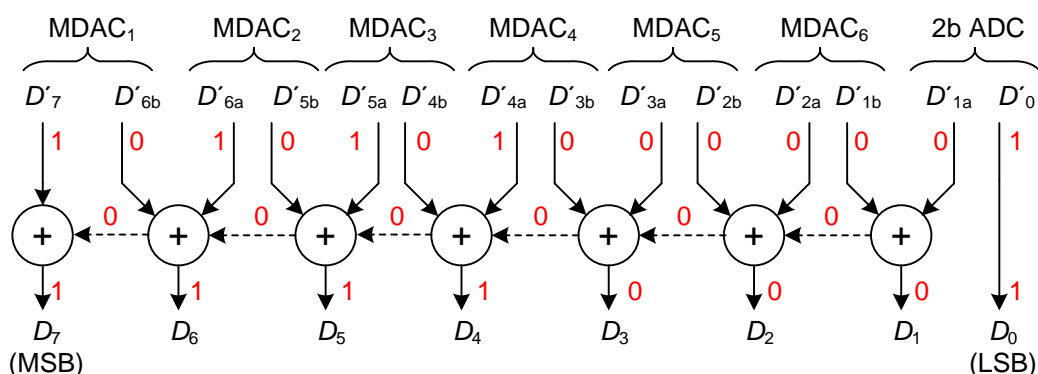 MDAC₁ MDAC₂ MDAC₃ MDAC₄ MDAC₅ MDAC₆ 2b ADC
D′₇ D′₆b D′₆a D′₅b D′₅a D′₄b D′₄a D′₃b D′₃a D′₂b D′₂a D′₁b D′₁a D′₀
1 0 1 0 1 0 1 0 0 0 0 0 0 1
0 0 0 0 0 0
+ + + + + + +
1 1 1 1 0 0 0 1
D₇ D₆ D₅ D₄ D₃ D₂ D₁ D₀
(MSB) (LSB)